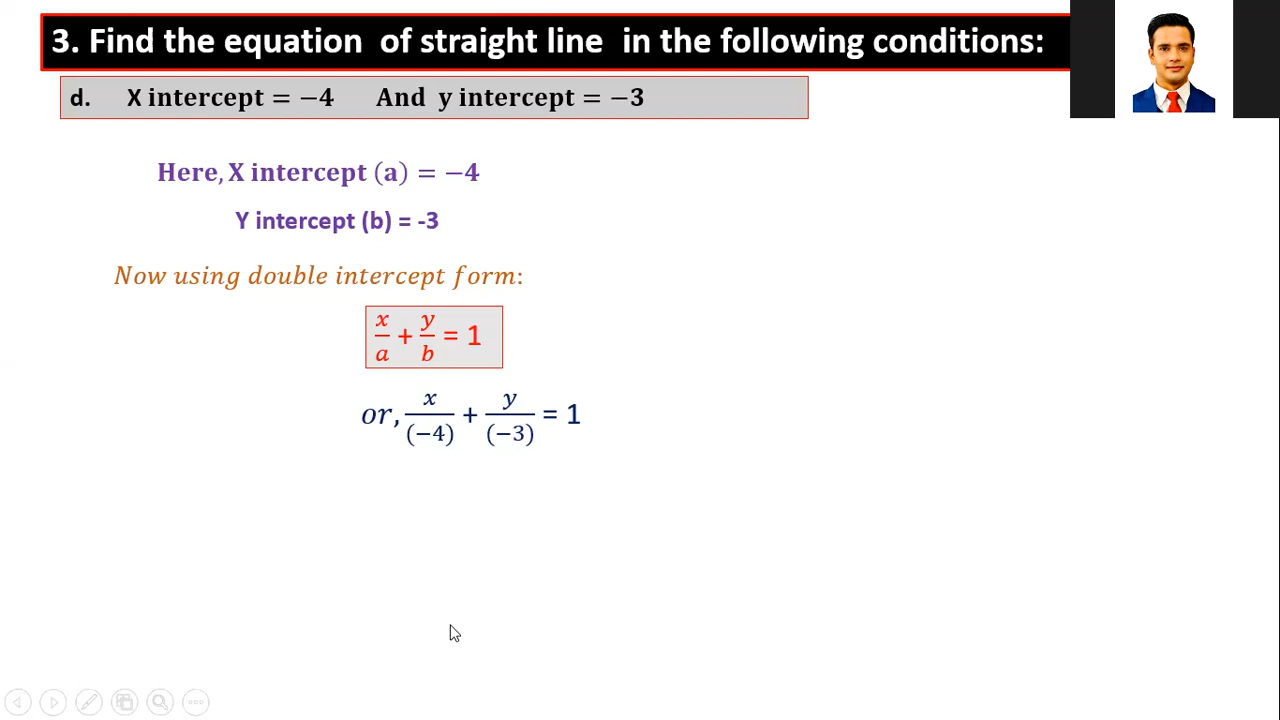 3. Find the equation of straight line in the following conditions:
d. X intercept = −4 And y intercept = −3
Here, X intercept (a) = −4
Y intercept (b) = -3
Now using double intercept form:
x/a + y/b = 1
or, x/(−4) + y/(−3) = 1